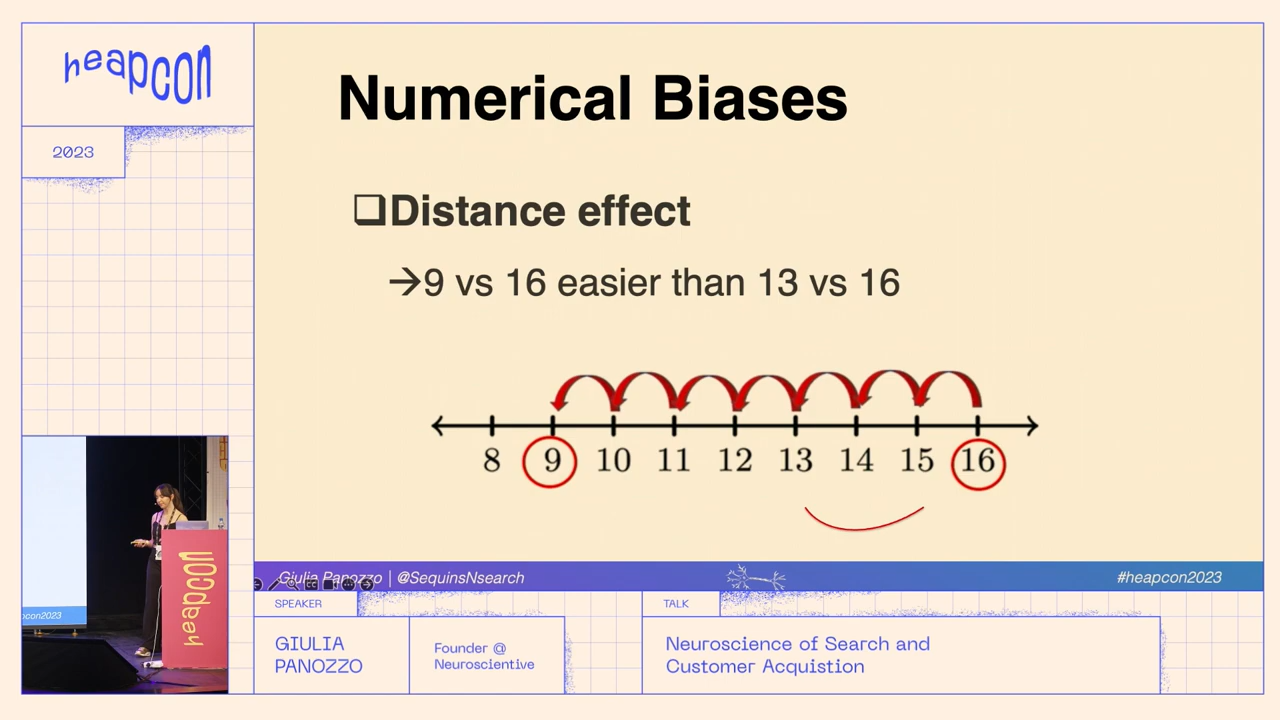 heapcon
2023
Numerical Biases
❑Distance effect
→9 vs 16 easier than 13 vs 16
8 9 10 11 12 13 14 15 16
Giulia Panozzo | @SequinsNsearch
#heapcon2023
heapcon
pcon2023
SPEAKER
GIULIA
PANOZZO
Founder @
Neuroscientive
TALK
Neuroscience of Search and
Customer Acquistion